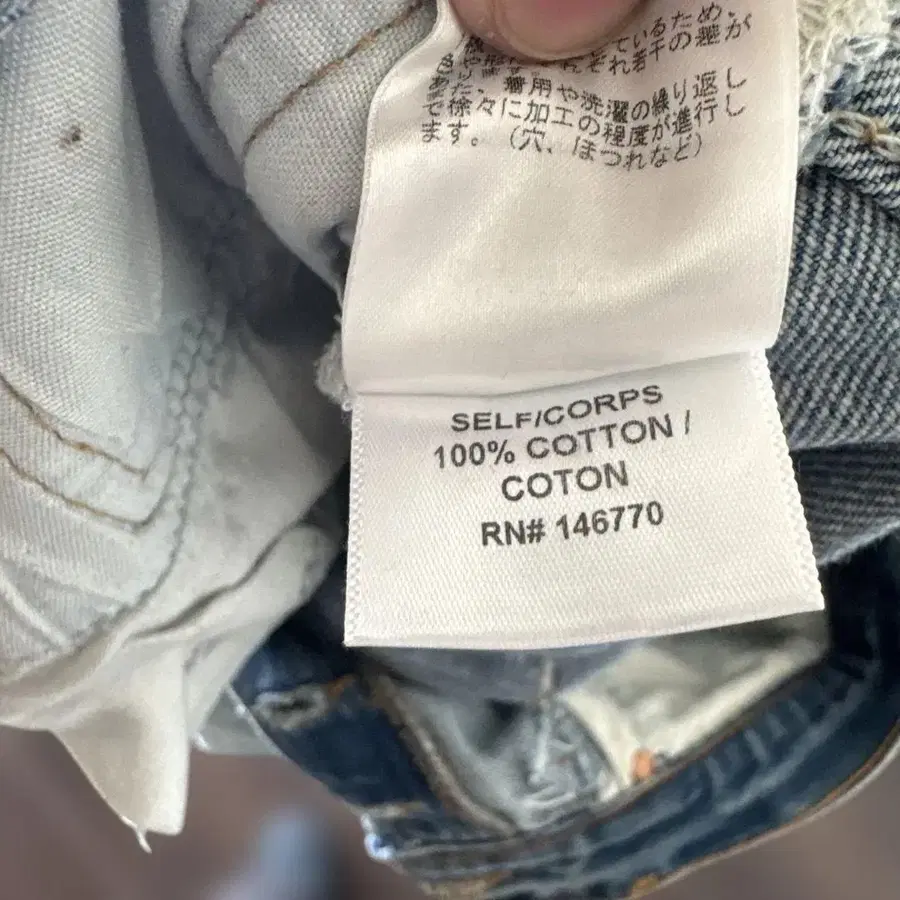 ているため、
ぞれ若干の差が
着用や洗濯の繰り返し
で徐々に加工の程度が進行し
ます。(穴、ほつれなど)
SELF/CORPS
100% COTTON /
COTON
RN# 146770